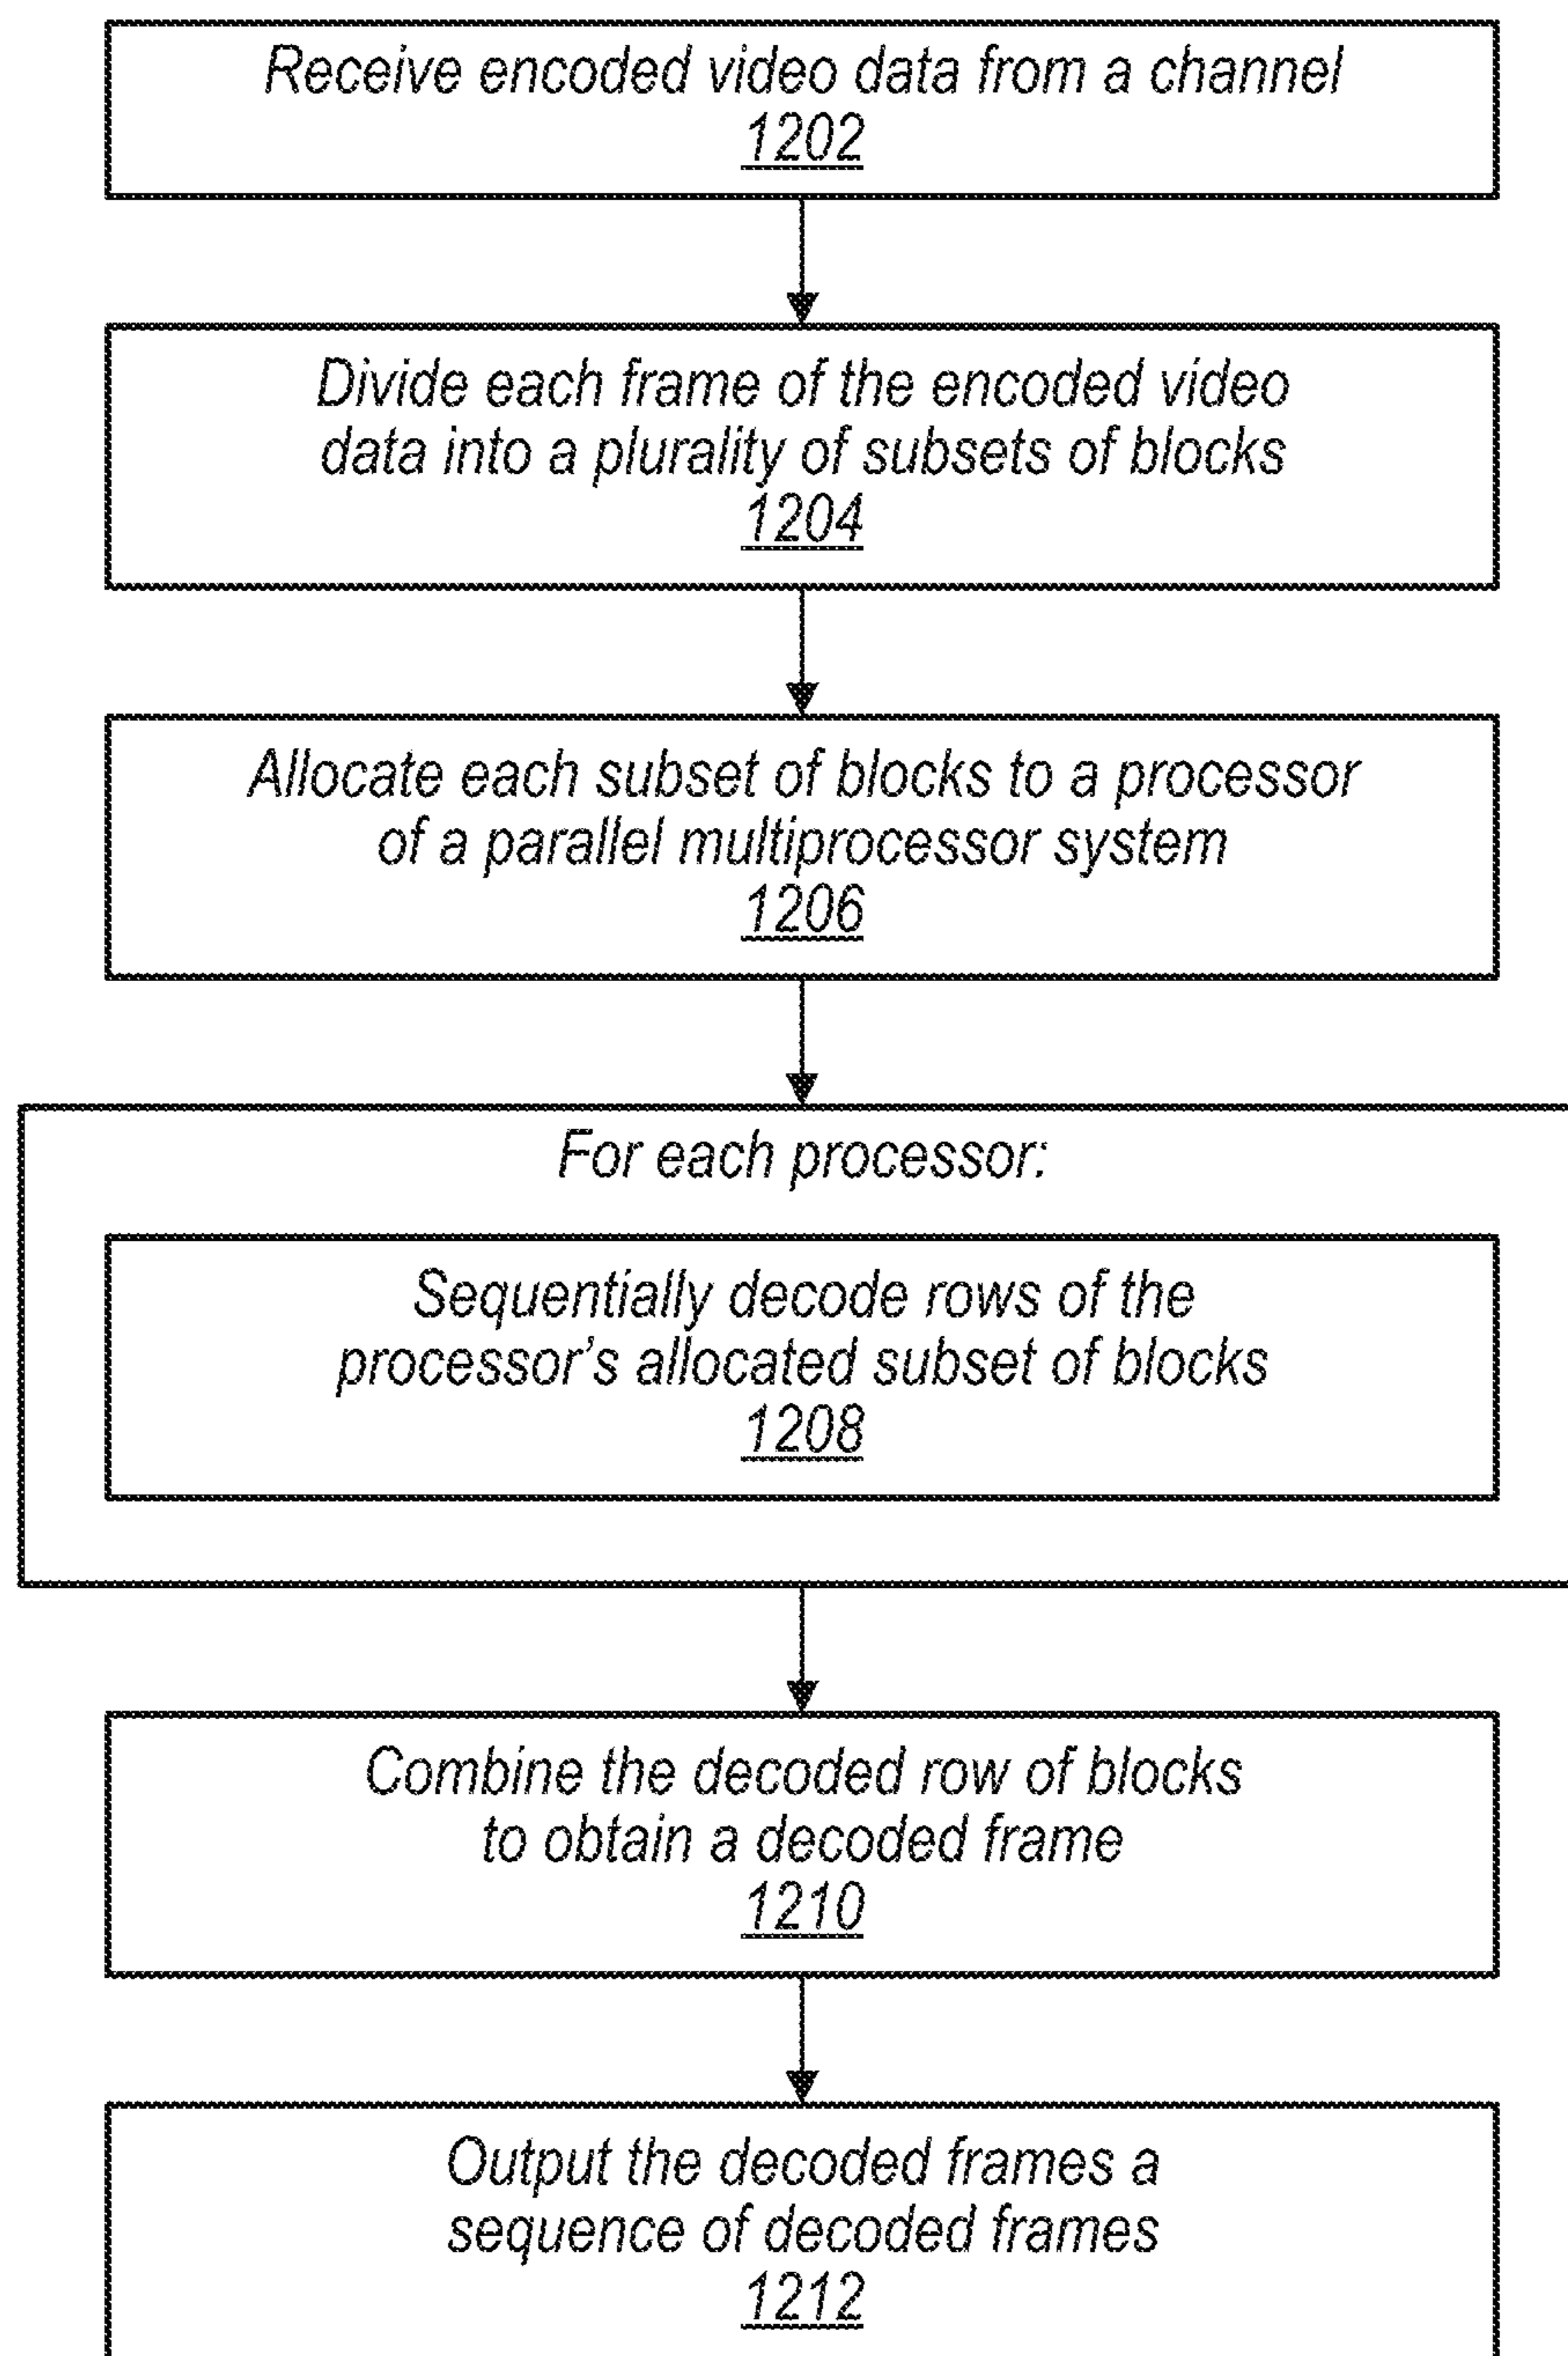 Receive encoded video data from a channel
1202
Divide each frame of the encoded video
data into a plurality of subsets of blocks
1204
Allocate each subset of blocks to a processor
of a parallel multiprocessor system
1206
For each processor:
Sequentially decode rows of the
processor's allocated subset of blocks
1208
Combine the decoded row of blocks
to obtain a decoded frame
1210
Output the decoded frames a
sequence of decoded frames
1212